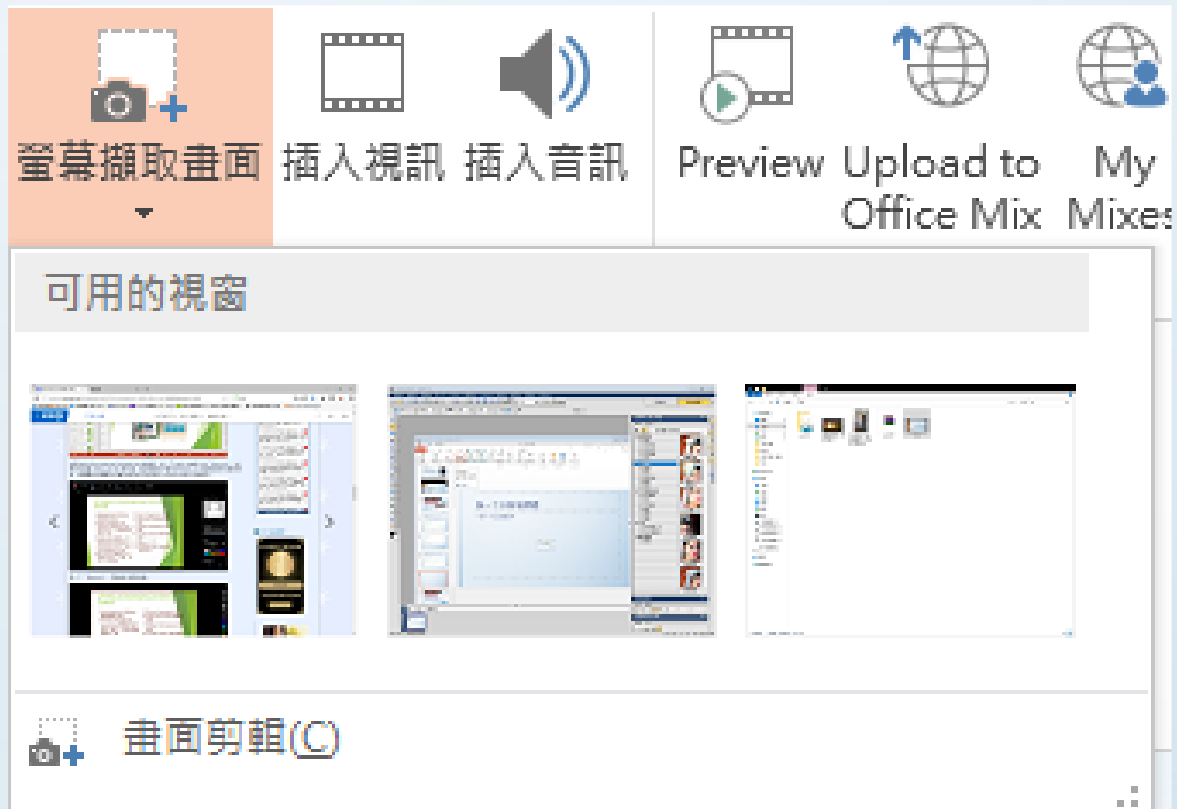 螢幕擷取畫面
插入視訊
插入音訊
Preview
Upload to
Office Mix
My
Mixes
可用的視窗
畫面剪輯(C)